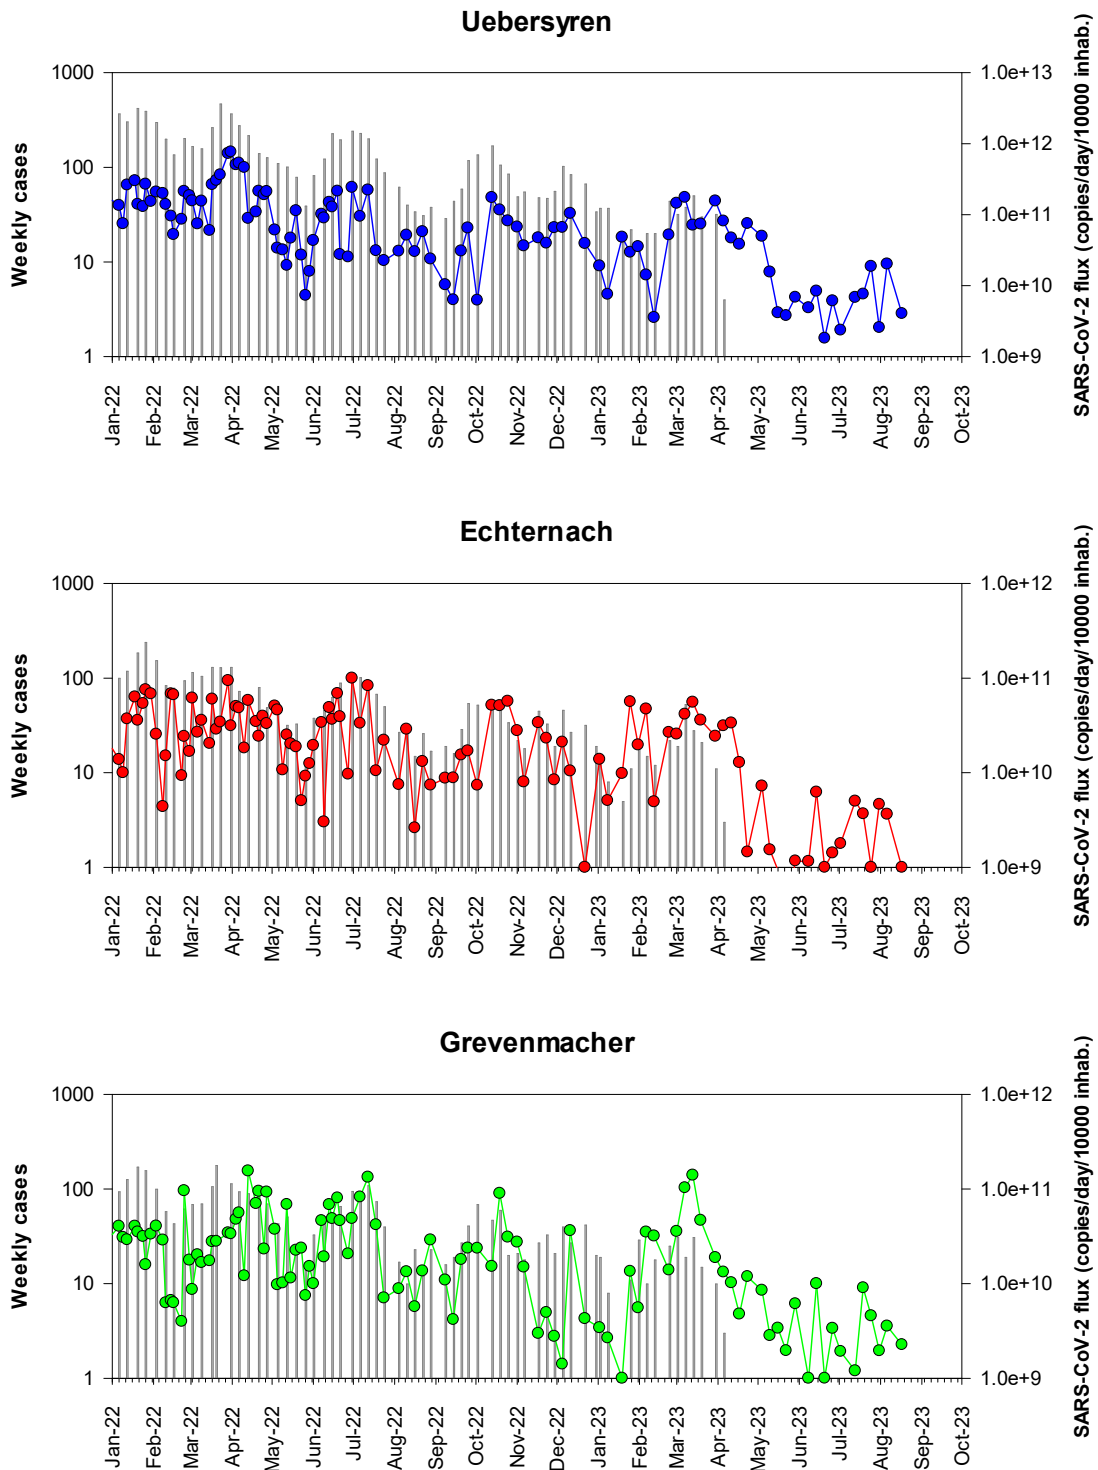 Uebersyren
1000
100
10
1
Weekly cases
1.0e+13
1.0e+12
1.0e+11
1.0e+10
1.0e+9
SARS-CoV-2 flux (copies/day/10000 inhab.)
Jan-22
Feb-22
Mar-22
Apr-22
May-22
Jun-22
Jul-22
Aug-22
Sep-22
Oct-22
Nov-22
Dec-22
Jan-23
Feb-23
Mar-23
Apr-23
May-23
Jun-23
Jul-23
Aug-23
Sep-23
Oct-23
Echternach
1000
100
10
1
Weekly cases
1.0e+12
1.0e+11
1.0e+10
1.0e+9
SARS-CoV-2 flux (copies/day/10000 inhab.)
Jan-22
Feb-22
Mar-22
Apr-22
May-22
Jun-22
Jul-22
Aug-22
Sep-22
Oct-22
Nov-22
Dec-22
Jan-23
Feb-23
Mar-23
Apr-23
May-23
Jun-23
Jul-23
Aug-23
Sep-23
Oct-23
Grevenmacher
1000
100
10
1
Weekly cases
1.0e+12
1.0e+11
1.0e+10
1.0e+9
SARS-CoV-2 flux (copies/day/10000 inhab.)
Jan-22
Feb-22
Mar-22
Apr-22
May-22
Jun-22
Jul-22
Aug-22
Sep-22
Oct-22
Nov-22
Dec-22
Jan-23
Feb-23
Mar-23
Apr-23
May-23
Jun-23
Jul-23
Aug-23
Sep-23
Oct-23